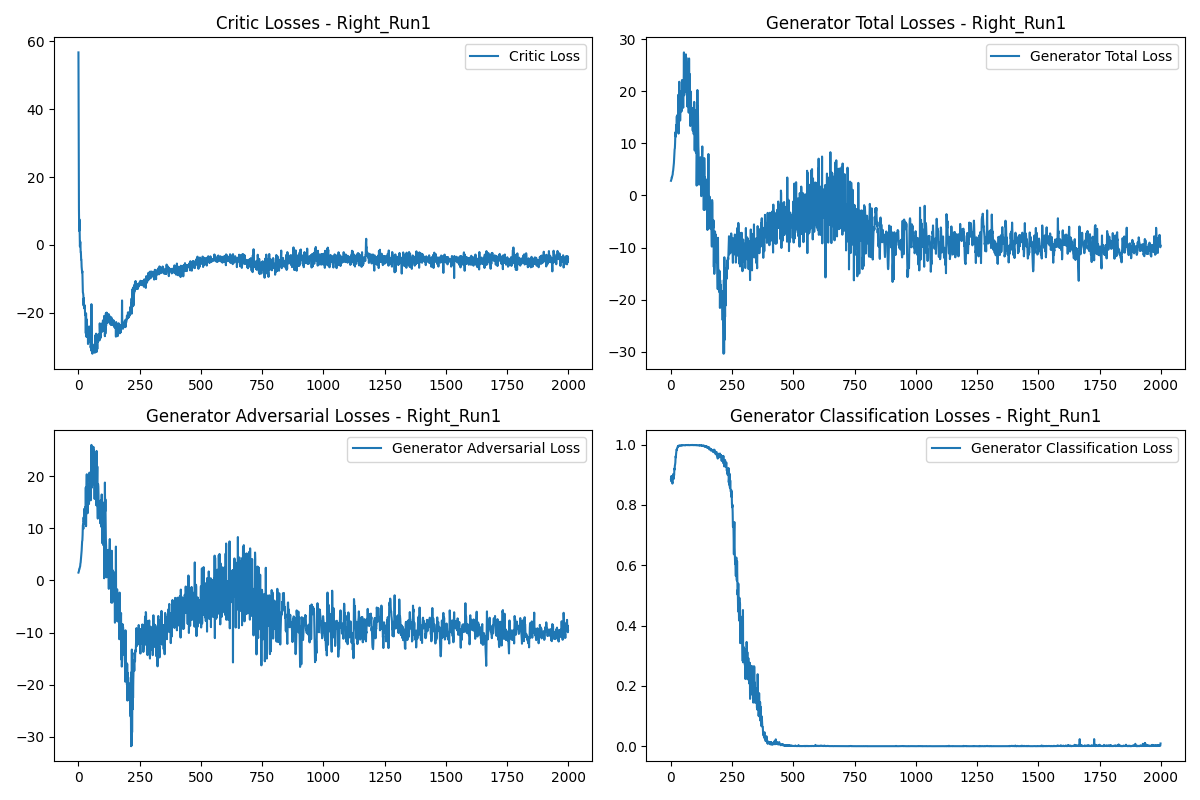 Critic Losses - Right_Run1
Critic Loss
60
40
20
0
−20
0 250 500 750 1000 1250 1500 1750 2000
Generator Total Losses - Right_Run1
Generator Total Loss
30
20
10
0
−10
−20
−30
0 250 500 750 1000 1250 1500 1750 2000
Generator Adversarial Losses - Right_Run1
Generator Adversarial Loss
20
10
0
−10
−20
−30
0 250 500 750 1000 1250 1500 1750 2000
Generator Classification Losses - Right_Run1
Generator Classification Loss
1.0
0.8
0.6
0.4
0.2
0.0
0 250 500 750 1000 1250 1500 1750 2000